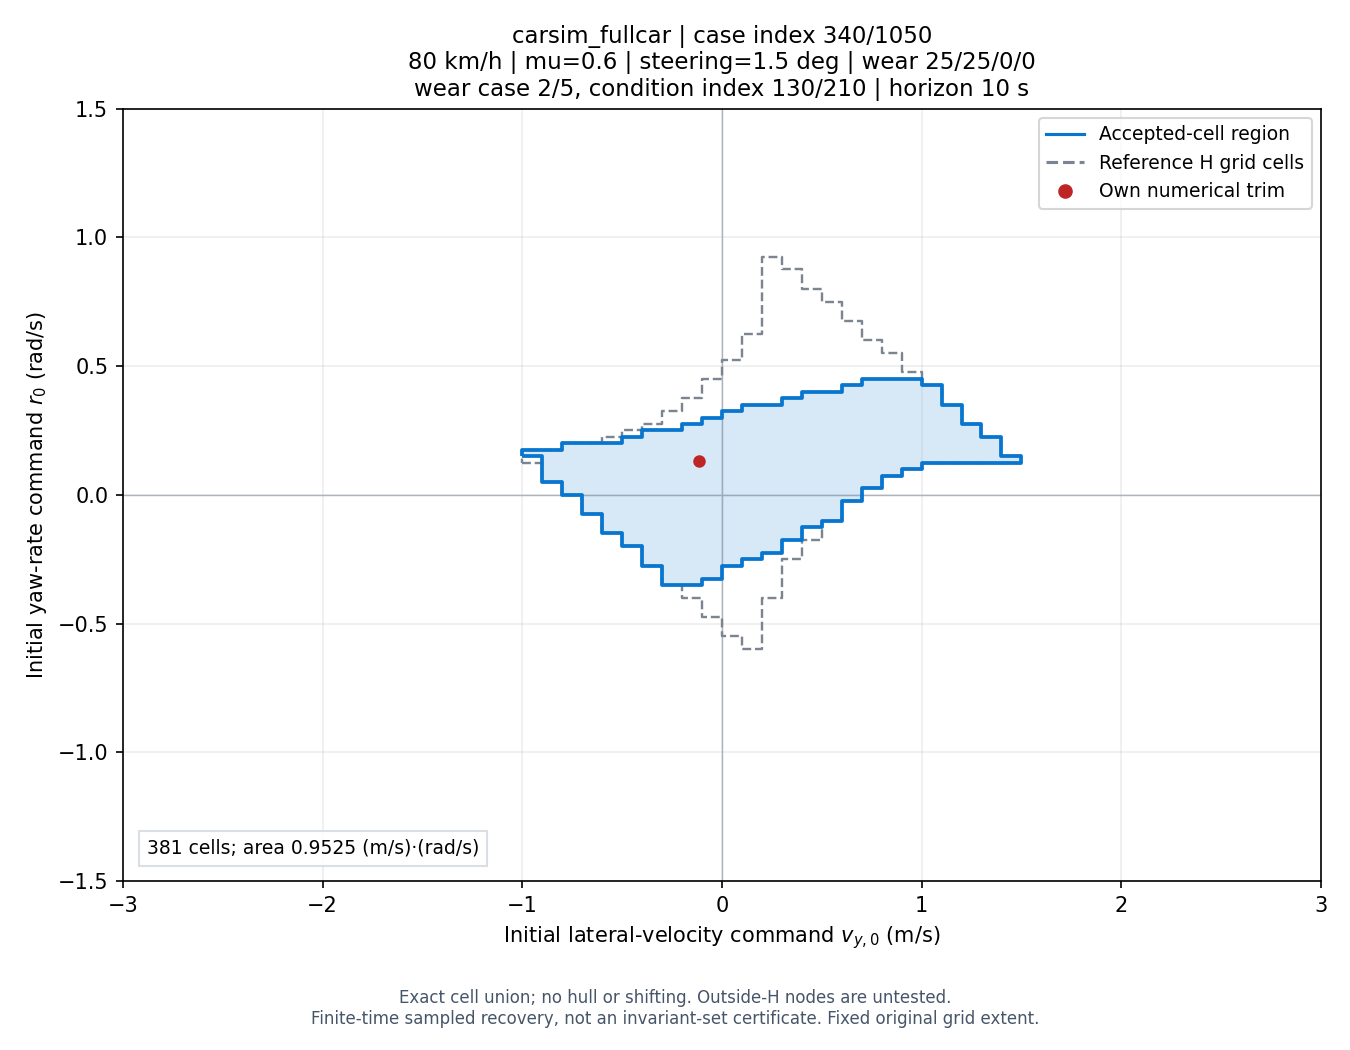 carsim_fullcar | case index 340/1050
80 km/h | mu=0.6 | steering=1.5 deg | wear 25/25/0/0
wear case 2/5, condition index 130/210 | horizon 10 s
Accepted-cell region
Reference H grid cells
Own numerical trim
1.5
1.0
0.5
0.0
−0.5
−1.0
−1.5
Initial yaw-rate command r0 (rad/s)
381 cells; area 0.9525 (m/s)·(rad/s)
−3
−2
−1
0
1
2
3
Initial lateral-velocity command vy,0 (m/s)
Exact cell union; no hull or shifting. Outside-H nodes are untested.
Finite-time sampled recovery, not an invariant-set certificate. Fixed original grid extent.